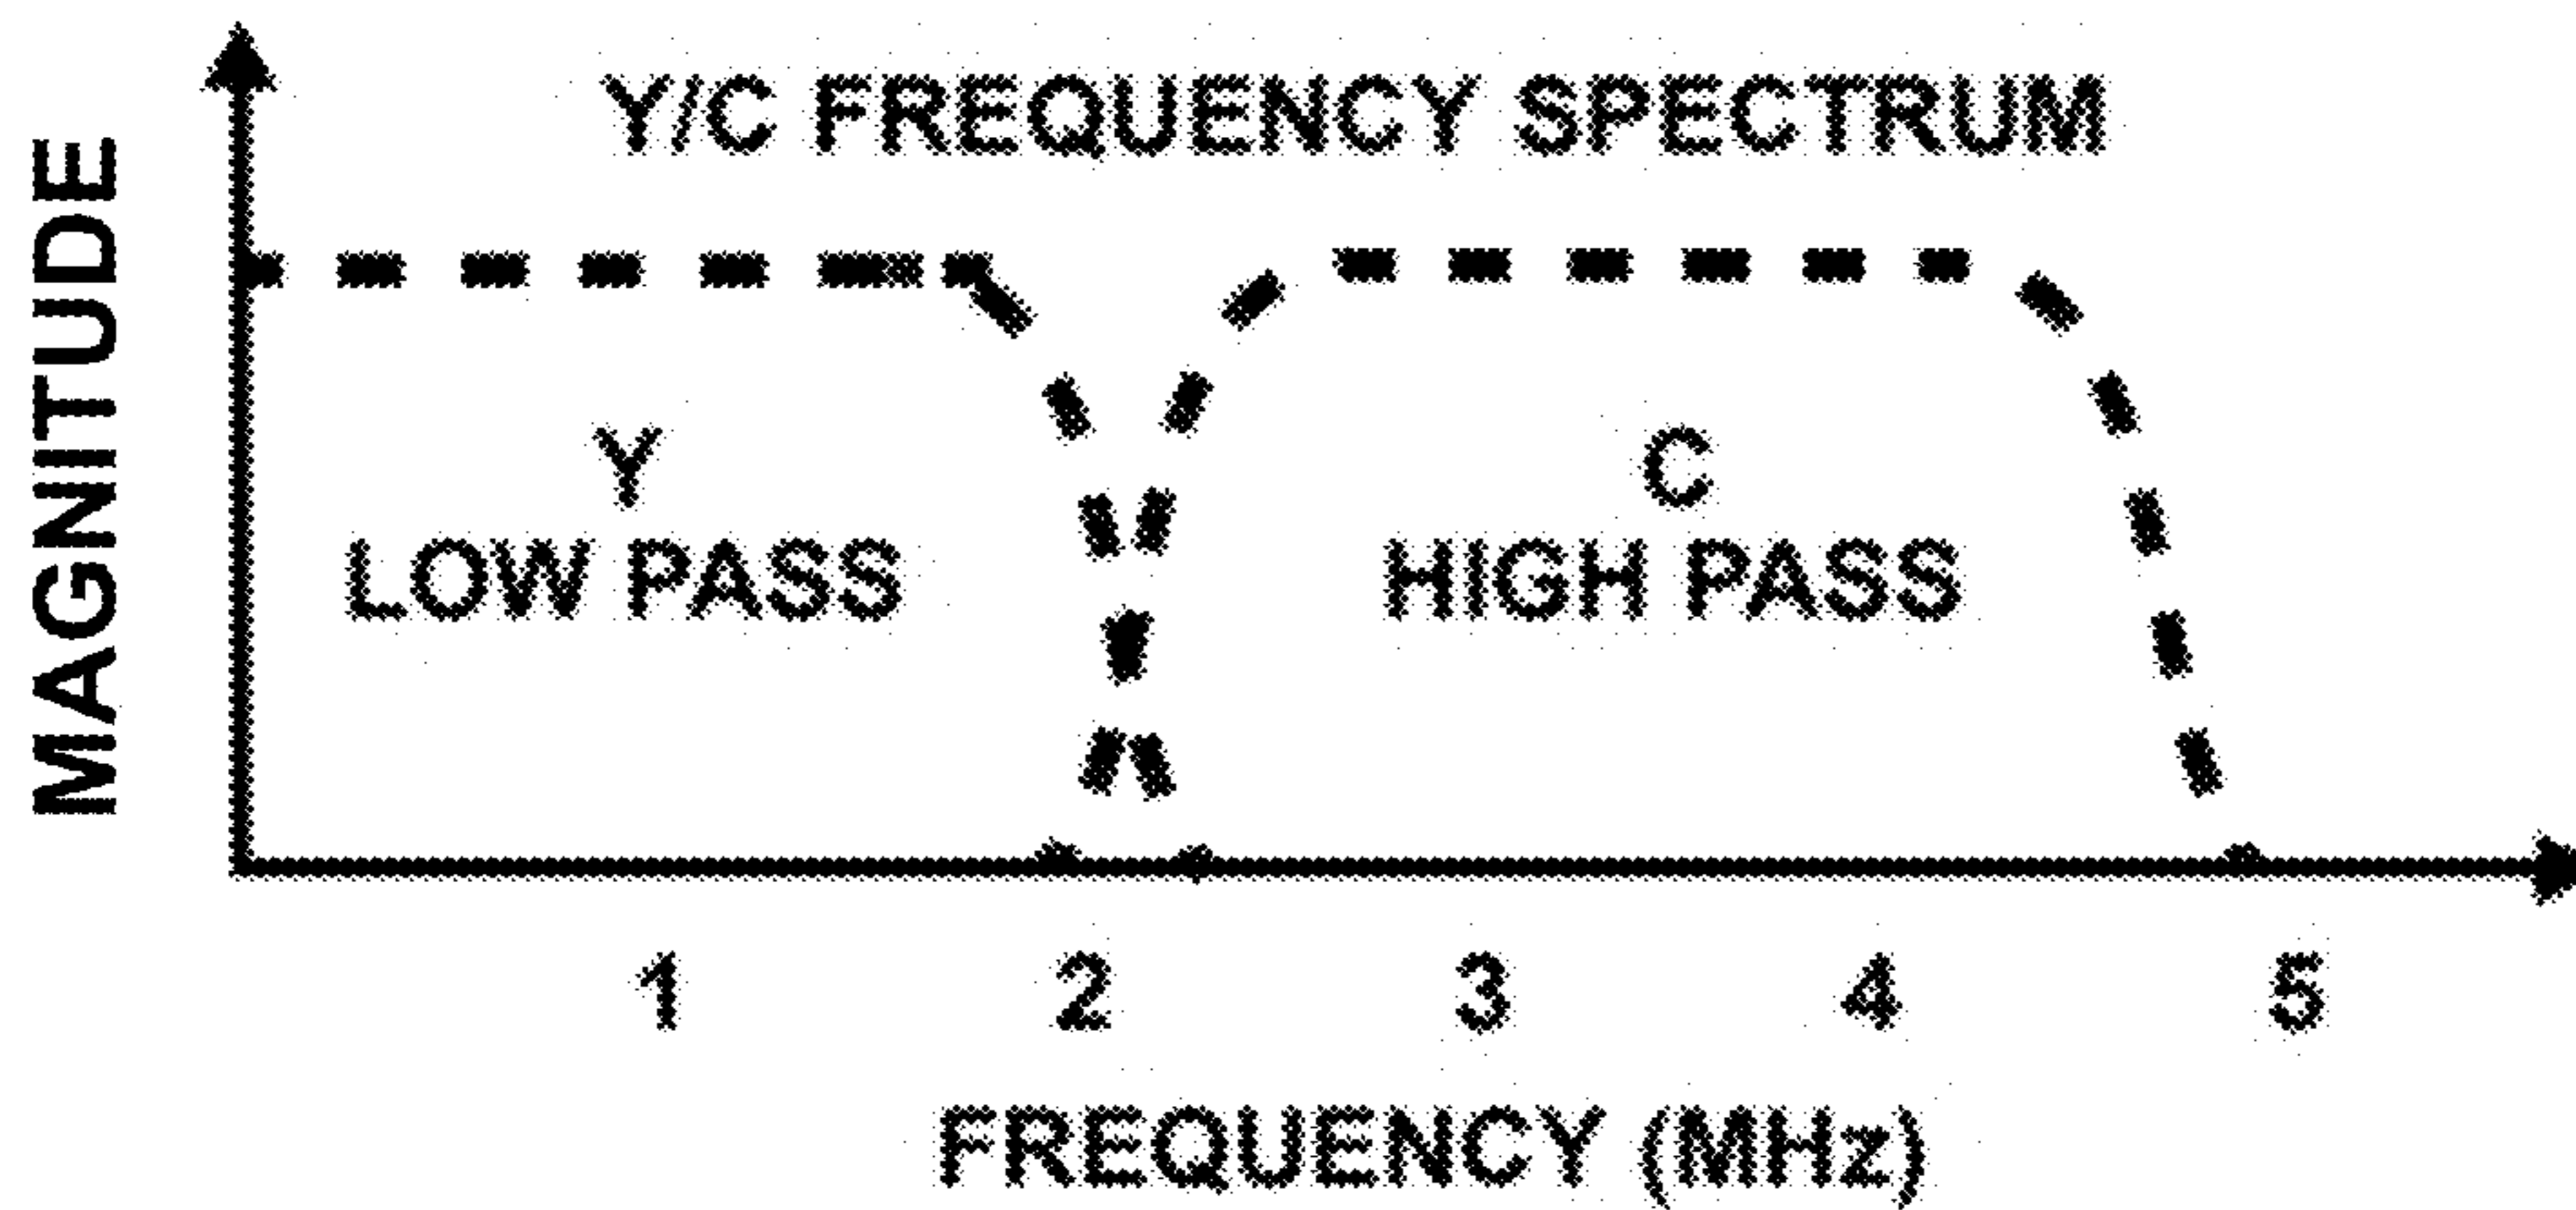 Y/C FREQUENCY SPECTRUM
MAGNITUDE
Y
LOW PASS
C
HIGH PASS
1 2 3 4 5
FREQUENCY (MHz)